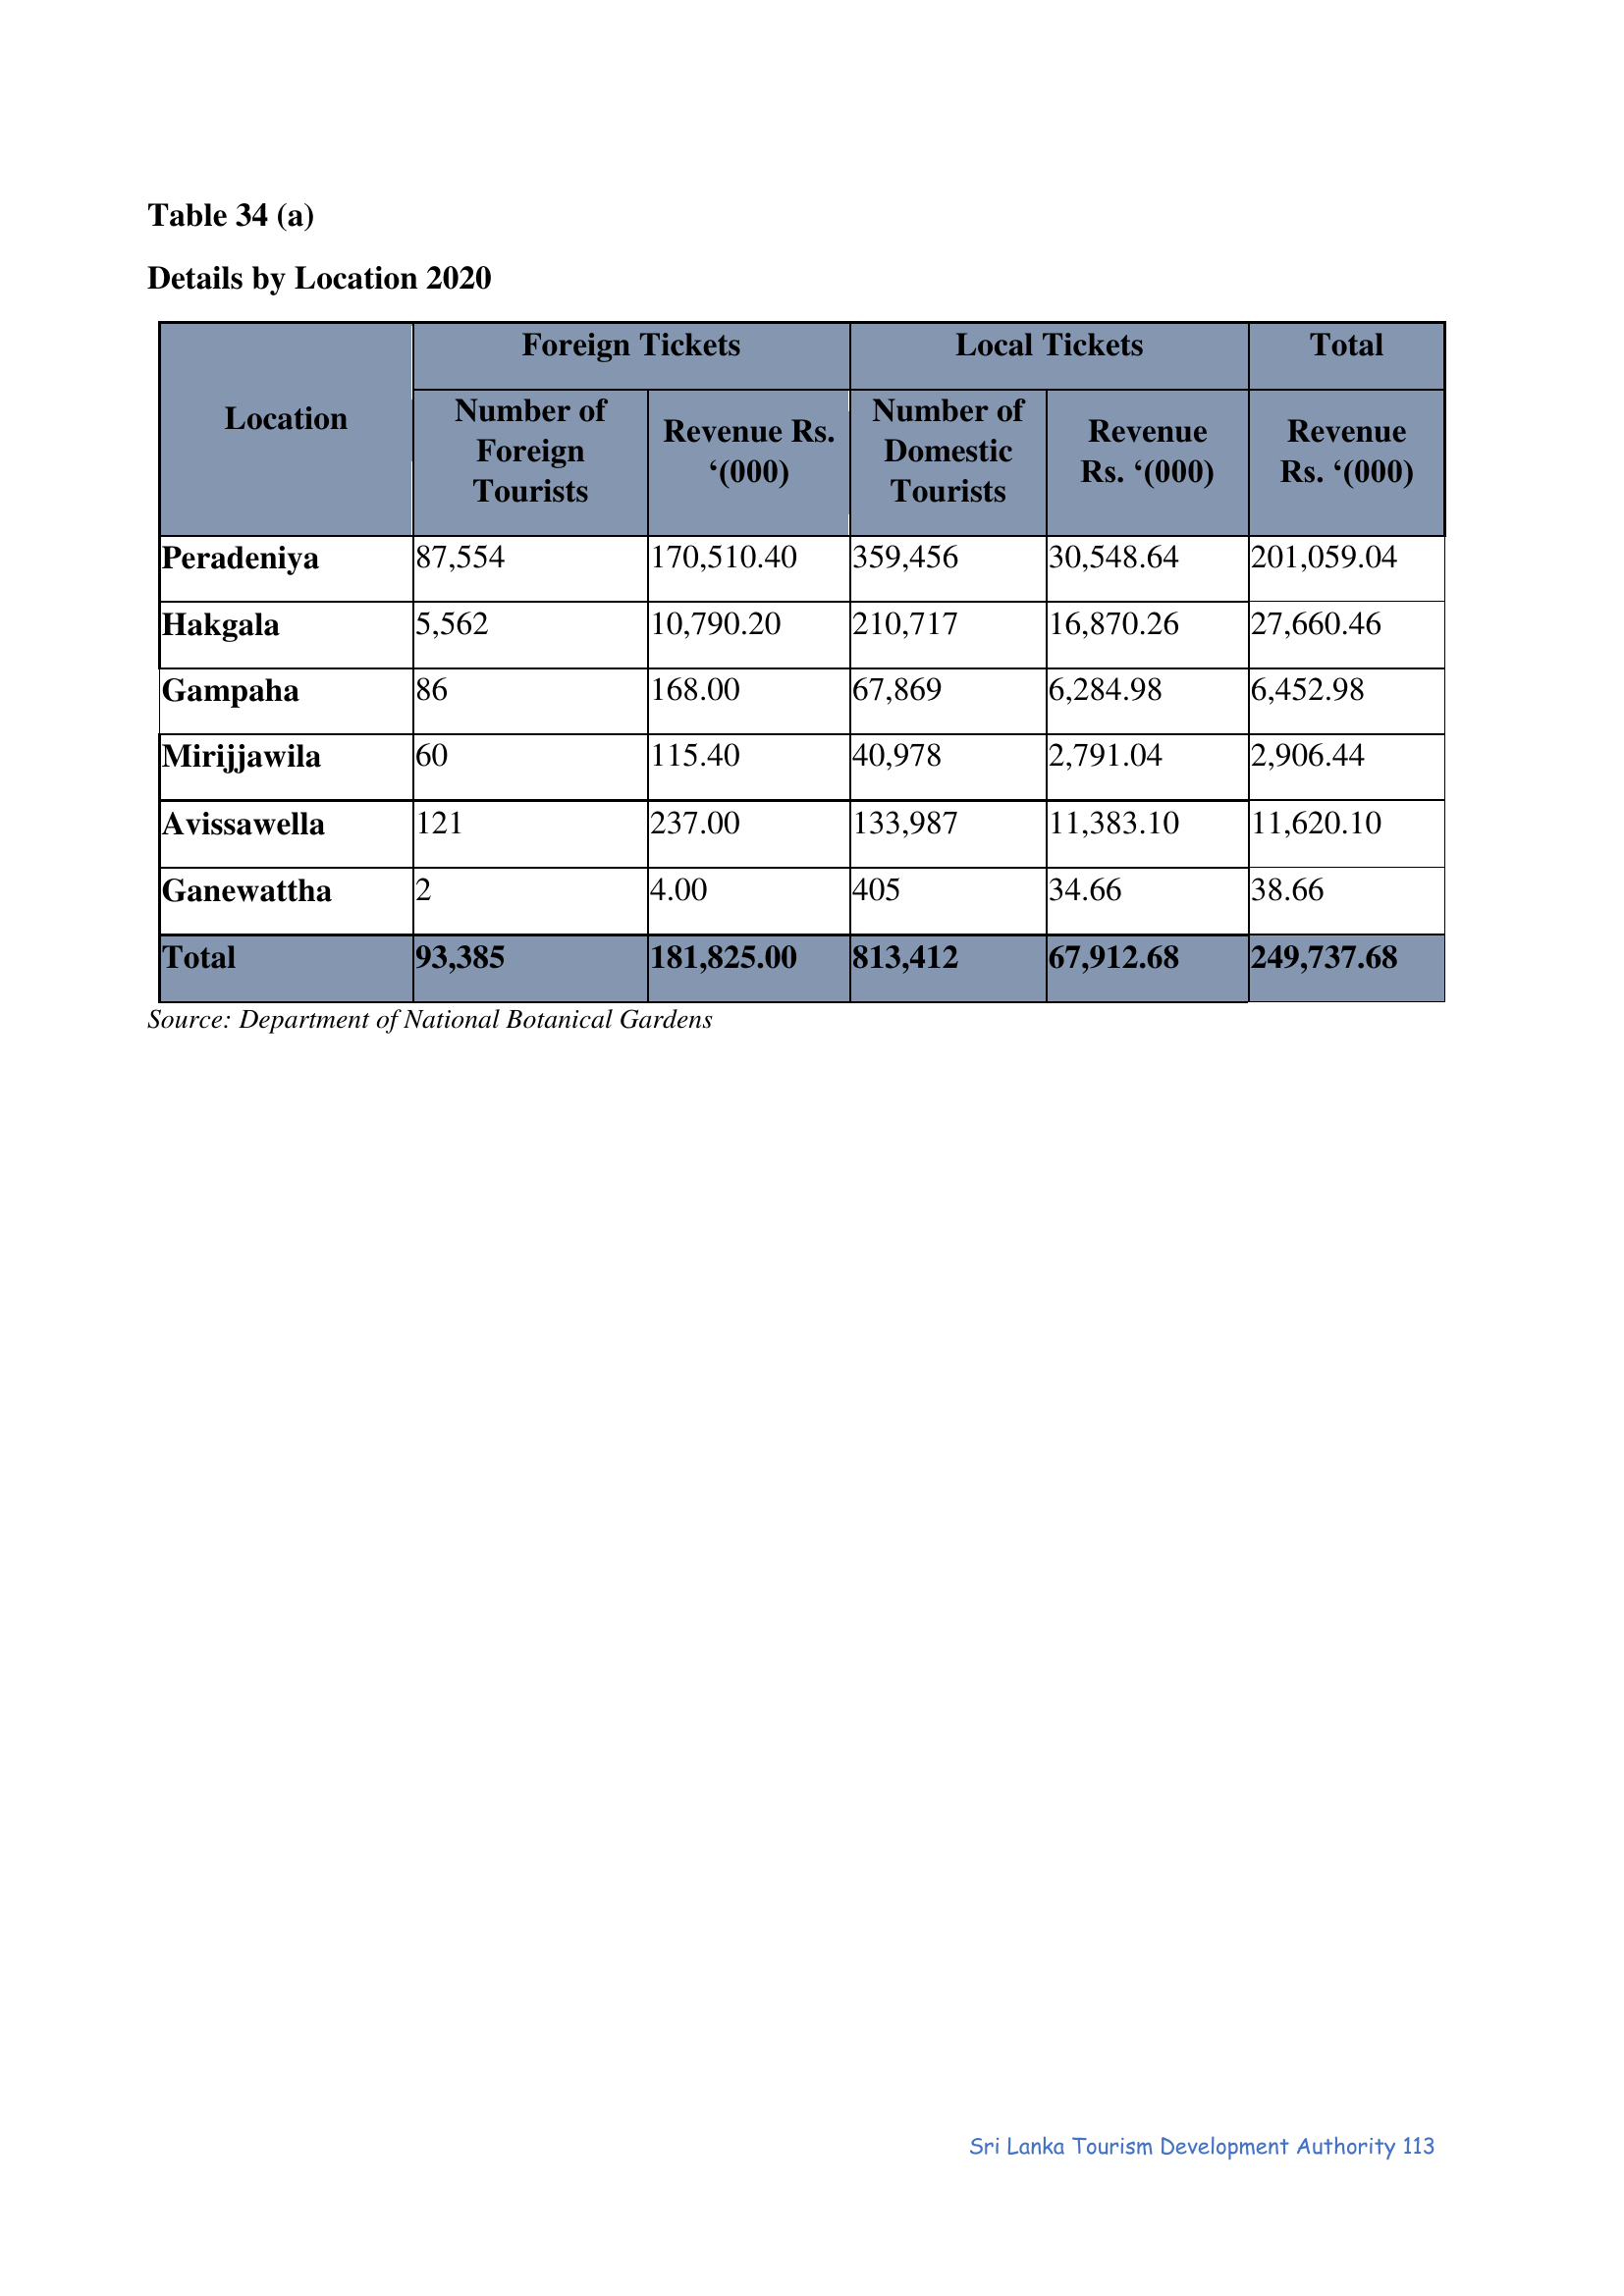 Table 34 (a)
Details by Location 2020
Location
Foreign Tickets
Local Tickets
Total
Number of
Foreign
Tourists
Revenue Rs.
‘(000)
Number of
Domestic
Tourists
Revenue
Rs. ‘(000)
Revenue
Rs. ‘(000)
Peradeniya 87,554 170,510.40 359,456 30,548.64 201,059.04
Hakgala 5,562 10,790.20 210,717 16,870.26 27,660.46
Gampaha 86 168.00 67,869 6,284.98 6,452.98
Mirijjawila 60 115.40 40,978 2,791.04 2,906.44
Avissawella 121 237.00 133,987 11,383.10 11,620.10
Ganewattha 2 4.00 405 34.66 38.66
Total 93,385 181,825.00 813,412 67,912.68 249,737.68
Source: Department of National Botanical Gardens
Sri Lanka Tourism Development Authority 113